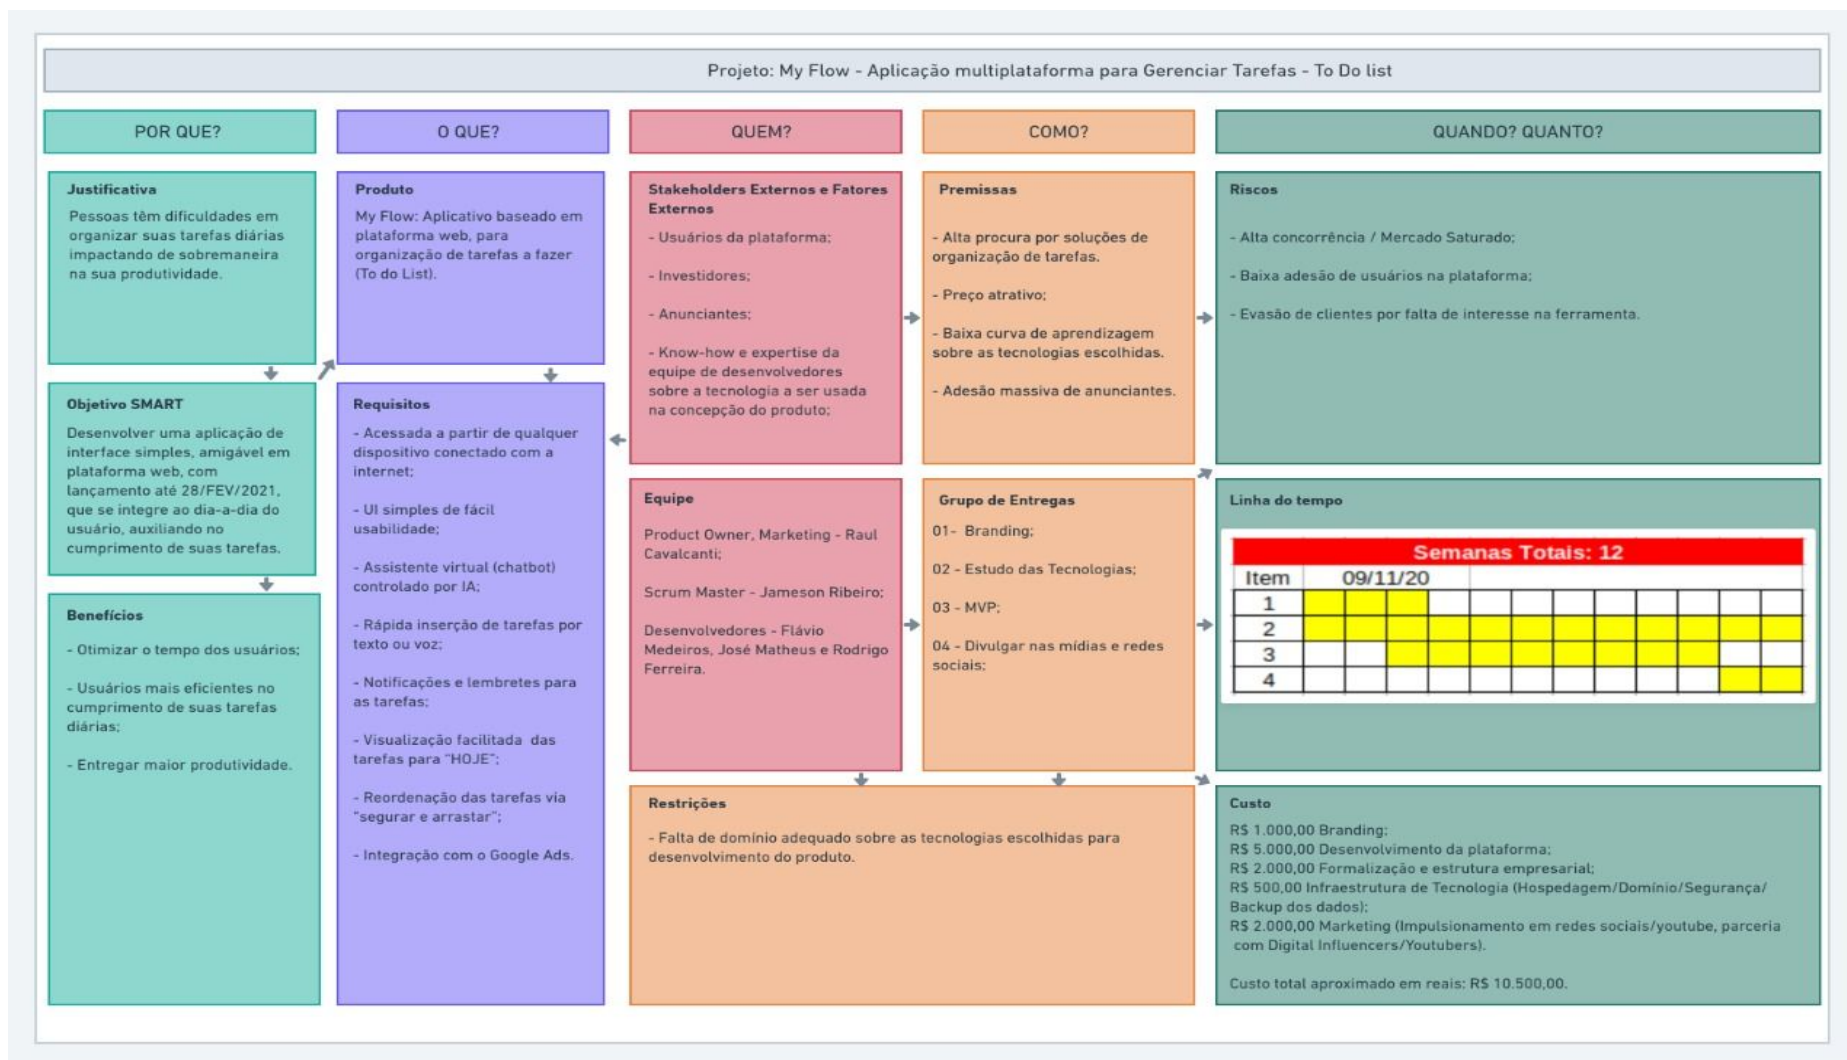 Projeto: My Flow - Aplicação multiplataforma para Gerenciar Tarefas - To Do list
POR QUE?
Justificativa
Pessoas têm dificuldades em
organizar suas tarefas diárias
impactando de sobremaneira
na sua produtividade.
Objetivo SMART
Desenvolver uma aplicação de
interface simples, amigável em
plataforma web, com
lançamento até 28/FEV/2021,
que se integre ao dia-a-dia do
usuário, auxiliando no
cumprimento de suas tarefas.
Benefícios
- Otimizar o tempo dos usuários;
- Usuários mais eficientes no
cumprimento de suas tarefas
diárias;
- Entregar maior produtividade.
O QUE?
Produto
My Flow: Aplicativo baseado em
plataforma web, para
organização de tarefas a fazer
(To do List).
Requisitos
- Acessada a partir de qualquer
dispositivo conectado com a
internet;
- UI simples de fácil
usabilidade;
- Assistente virtual (chatbot)
controlado por IA;
- Rápida inserção de tarefas por
texto ou voz;
- Notificações e lembretes para
as tarefas;
- Visualização facilitada das
tarefas para "HOJE";
- Reordenação das tarefas via
"segurar e arrastar";
- Integração com o Google Ads.
QUEM?
Stakeholders Externos e Fatores
Externos
- Usuários da plataforma;
- Investidores;
- Anunciantes;
- Know-how e expertise da
equipe de desenvolvedores
sobre a tecnologia a ser usada
na concepção do produto;
Equipe
Product Owner, Marketing - Raul
Cavalcanti;
Scrum Master - Jameson Ribeiro;
Desenvolvedores - Flávio
Medeiros, José Matheus e Rodrigo
Ferreira.
COMO?
Premissas
- Alta procura por soluções de
organização de tarefas.
- Preço atrativo;
- Baixa curva de aprendizagem
sobre as tecnologias escolhidas.
- Adesão massiva de anunciantes.
Grupo de Entregas
01- Branding;
02 - Estudo das Tecnologias;
03 - MVP;
04 - Divulgar nas mídias e redes
sociais;
Restrições
- Falta de domínio adequado sobre as tecnologias escolhidas para
desenvolvimento do produto.
QUANDO? QUANTO?
Riscos
- Alta concorrência / Mercado Saturado;
- Baixa adesão de usuários na plataforma;
- Evasão de clientes por falta de interesse na ferramenta.
Linha do tempo
Semanas Totais: 12
Item 09/11/20
1
2
3
4
Custo
R$ 1.000,00 Branding;
R$ 5.000,00 Desenvolvimento da plataforma;
R$ 2.000,00 Formalização e estrutura empresarial;
R$ 500,00 Infraestrutura de Tecnologia (Hospedagem/Domínio/Segurança/
Backup dos dados);
R$ 2.000,00 Marketing (Impulsionamento em redes sociais/youtube, parceria
com Digital Influencers/Youtubers).
Custo total aproximado em reais: R$ 10.500,00.